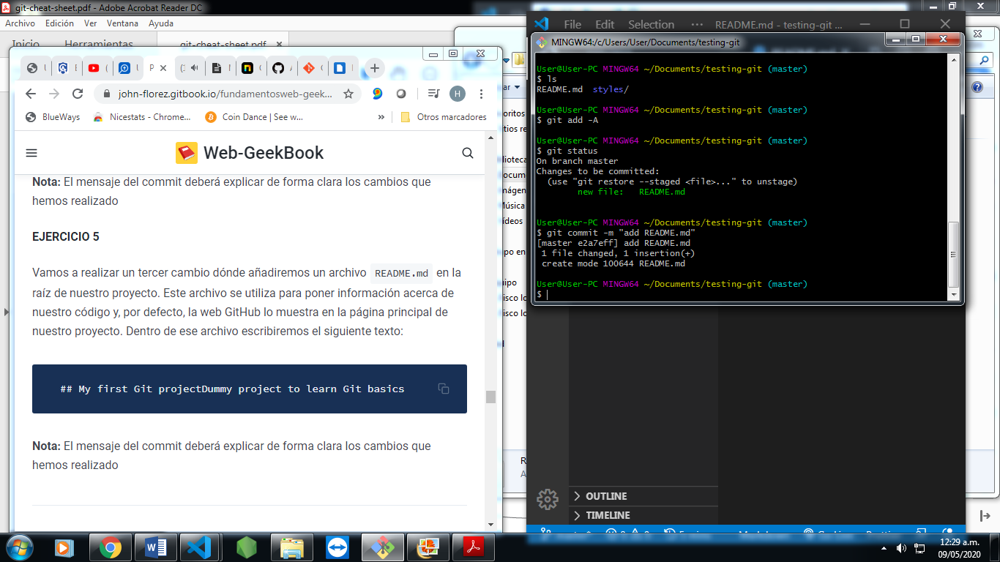 git-cheat-sheet.pdf - Adobe Acrobat Reader DC
Archivo Edición Ver Ventana Ayuda
Inicio Herramientas git-cheat-sheet.pdf
john-florez.gitbook.io/fundamentosweb-geek...
H
BlueWays Nicestats - Chrome... Coin Dance | See w... » Otros marcadores
Web-GeekBook
Nota: El mensaje del commit deberá explicar de forma clara los cambios que
hemos realizado
EJERCICIO 5
Vamos a realizar un tercer cambio dónde añadiremos un archivo README.md en la
raíz de nuestro proyecto. Este archivo se utiliza para poner información acerca de
nuestro código y, por defecto, la web GitHub lo muestra en la página principal de
nuestro proyecto. Dentro de ese archivo escribiremos el siguiente texto:
## My first Git projectDummy project to learn Git basics
Nota: El mensaje del commit deberá explicar de forma clara los cambios que
hemos realizado
File Edit Selection ··· README.md - testing-git ...
MINGW64:/c/Users/User/Documents/testing-git
User@User-PC MINGW64 ~/Documents/testing-git (master)
$ ls
README.md styles/
User@User-PC MINGW64 ~/Documents/testing-git (master)
$ git add -A
User@User-PC MINGW64 ~/Documents/testing-git (master)
$ git status
On branch master
Changes to be committed:
(use "git restore --staged <file>..." to unstage)
new file: README.md
User@User-PC MINGW64 ~/Documents/testing-git (master)
$ git commit -m "add README.md"
[master e2a7eff] add README.md
1 file changed, 1 insertion(+)
create mode 100644 README.md
User@User-PC MINGW64 ~/Documents/testing-git (master)
$
OUTLINE
TIMELINE
12:29 a.m.
09/05/2020